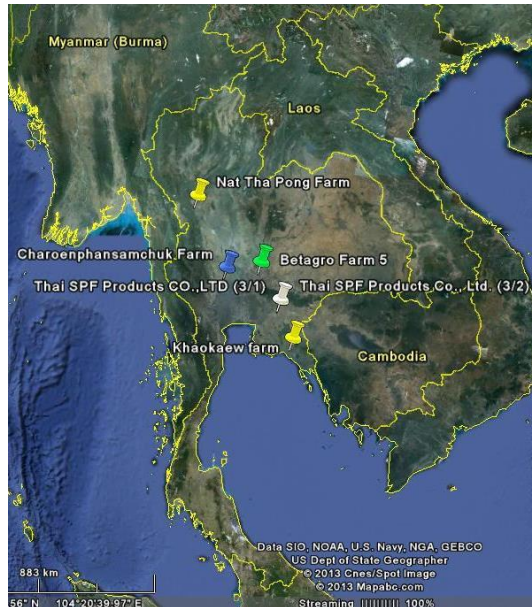 Myanmar (Burma)
Laos
Nat Tha Pong Farm
Charoenphansamchuk Farm
Betagro Farm 5
Thai SPF Products CO.,LTD (3/1)
Thai SPF Products Co., Ltd. (3/2)
Khaokaew farm
Cambodia
Data SIO, NOAA, U.S. Navy, NGA, GEBCO
US Dept of State Geographer
© 2013 Cnes/Spot Image
© 2013 Mapabc.com
883 km
56" N 104°20'39.97" E Streaming |||||||||| 100%